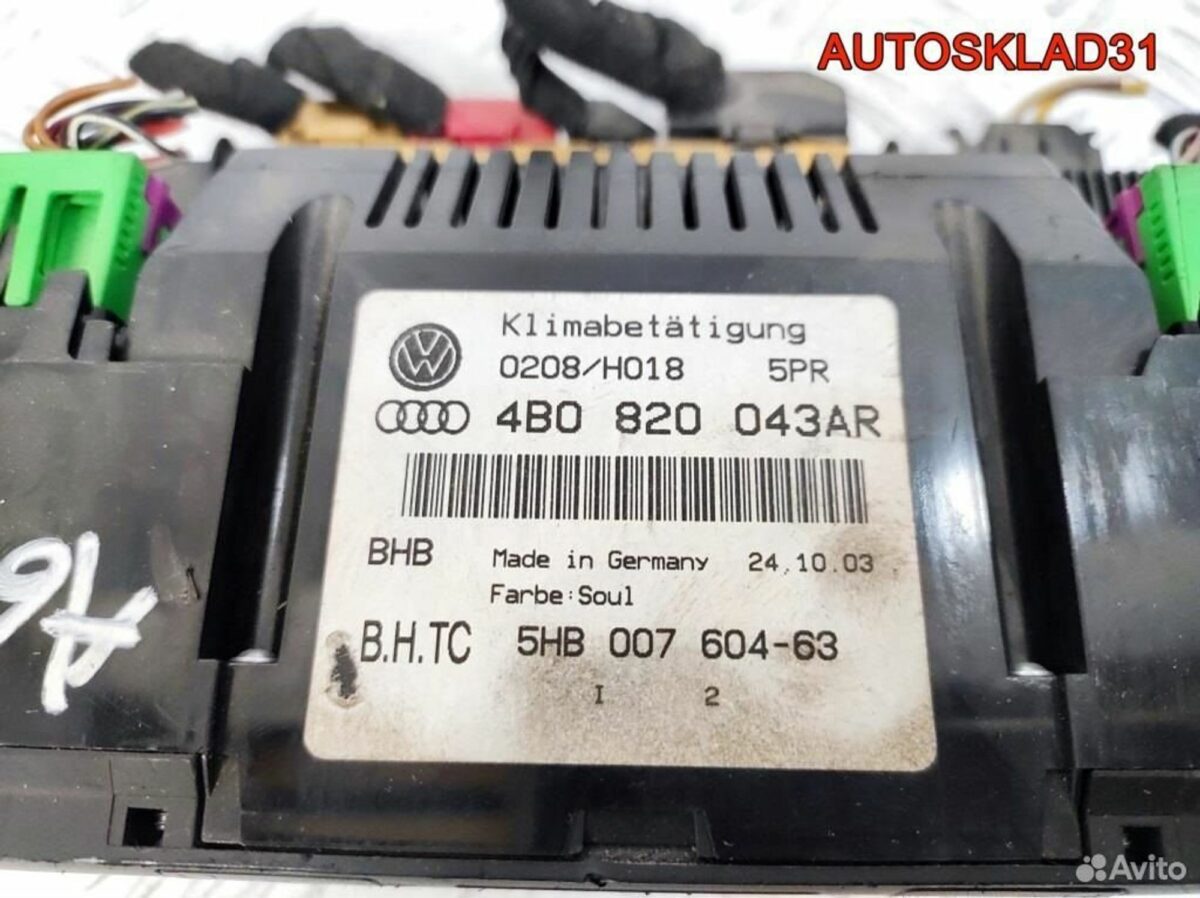 AUTOSKLAD31
Klimabetätigung
0208/H018 5PR
4B0 820 043AR
BHB Made in Germany 24.10.03
Farbe:Soul
B.H.TC 5HB 007 604-63
I 2
A6
Avito